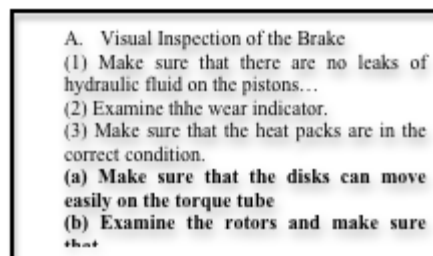 A. Visual Inspection of the Brake
(1) Make sure that there are no leaks of
hydraulic fluid on the pistons…
(2) Examine thhe wear indicator.
(3) Make sure that the heat packs are in the
correct condition.
(a) Make sure that the disks can move
easily on the torque tube
(b) Examine the rotors and make sure